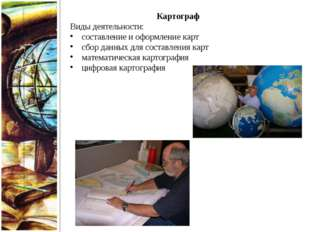 Картограф
Виды деятельности:
• составление и оформление карт
• сбор данных для составления карт
• математическая картография
• цифровая картография